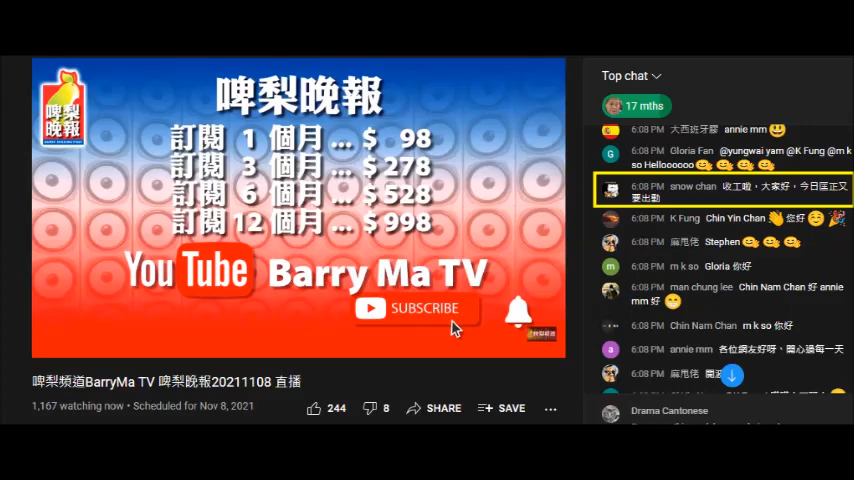 啤梨晚報
啤梨
晚報
訂閱 1 個月... $ 98
訂閱 3 個月... $ 278
訂閱 6 個月... $ 528
訂閱 12 個月... $ 998
YouTube Barry Ma TV
SUBSCRIBE
啤梨頻道BarryMa TV 啤梨晚報20211108 直播
1,167 watching now • Scheduled for Nov 8, 2021
244
8
SHARE
SAVE
Top chat
17 mths
6:08 PM 大西班牙膠 annie mm
6:08 PM Gloria Fan @yungwai yam @K Fung @m k
so Helloooooo
6:08 PM snow chan 收工啦，大家好，今日匡正又
要出動
6:08 PM K Fung Chin Yin Chan 您好
6:08 PM 麻甩佬 Stephen
6:08 PM m k so Gloria 你好
6:08 PM man chung lee Chin Nam Chan 好 annie
mm 好
6:08 PM Chin Nam Chan m k so 你好
6:08 PM annie mm 各位網友好呀、開心過每一天
6:08 PM 麻甩佬
Drama Cantonese